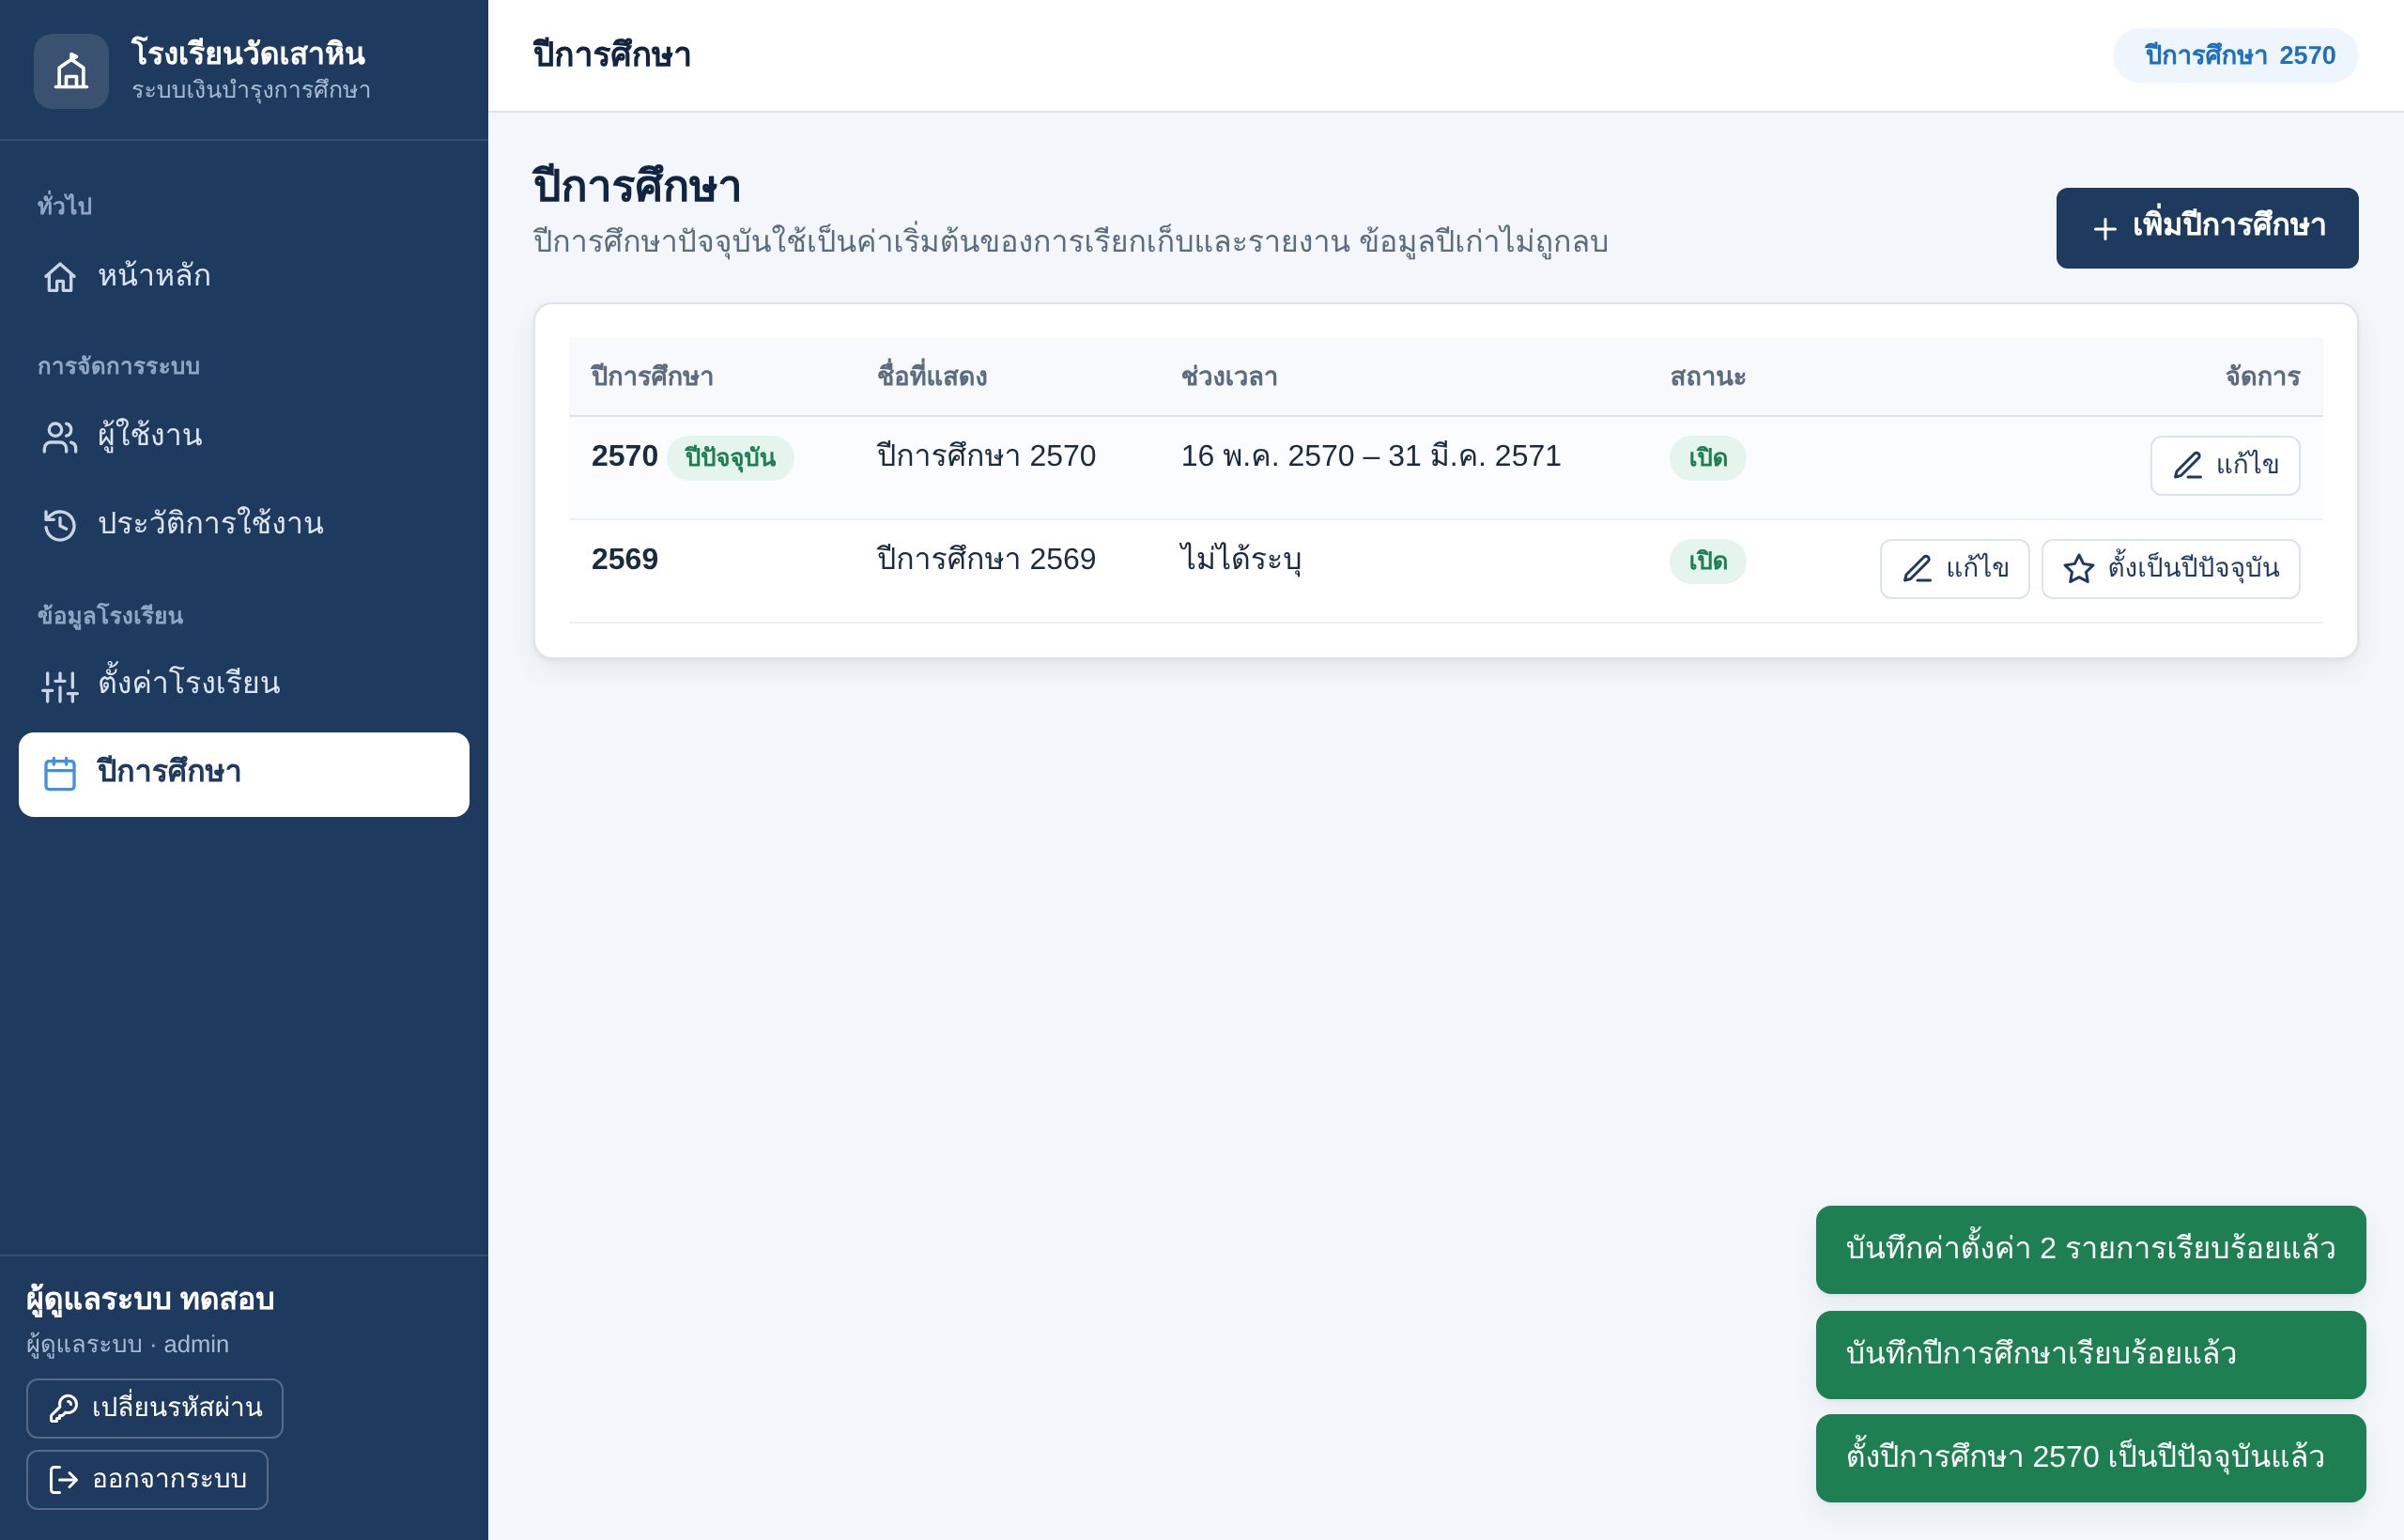 โรงเรียนวัดเสาหิน
ระบบเงินบำรุงการศึกษา
ทั่วไป
หน้าหลัก
การจัดการระบบ
ผู้ใช้งาน
ประวัติการใช้งาน
ข้อมูลโรงเรียน
ตั้งค่าโรงเรียน
ปีการศึกษา
ผู้ดูแลระบบ ทดสอบ
ผู้ดูแลระบบ · admin
เปลี่ยนรหัสผ่าน
ออกจากระบบ
ปีการศึกษา
ปีการศึกษา 2570
ปีการศึกษา
ปีการศึกษาปัจจุบันใช้เป็นค่าเริ่มต้นของการเรียกเก็บและรายงาน ข้อมูลปีเก่าไม่ถูกลบ
เพิ่มปีการศึกษา
ปีการศึกษา ชื่อที่แสดง ช่วงเวลา สถานะ จัดการ
2570 ปีปัจจุบัน ปีการศึกษา 2570 16 พ.ค. 2570 – 31 มี.ค. 2571 เปิด แก้ไข
2569 ปีการศึกษา 2569 ไม่ได้ระบุ เปิด แก้ไข ตั้งเป็นปีปัจจุบัน
บันทึกค่าตั้งค่า 2 รายการเรียบร้อยแล้ว
บันทึกปีการศึกษาเรียบร้อยแล้ว
ตั้งปีการศึกษา 2570 เป็นปีปัจจุบันแล้ว